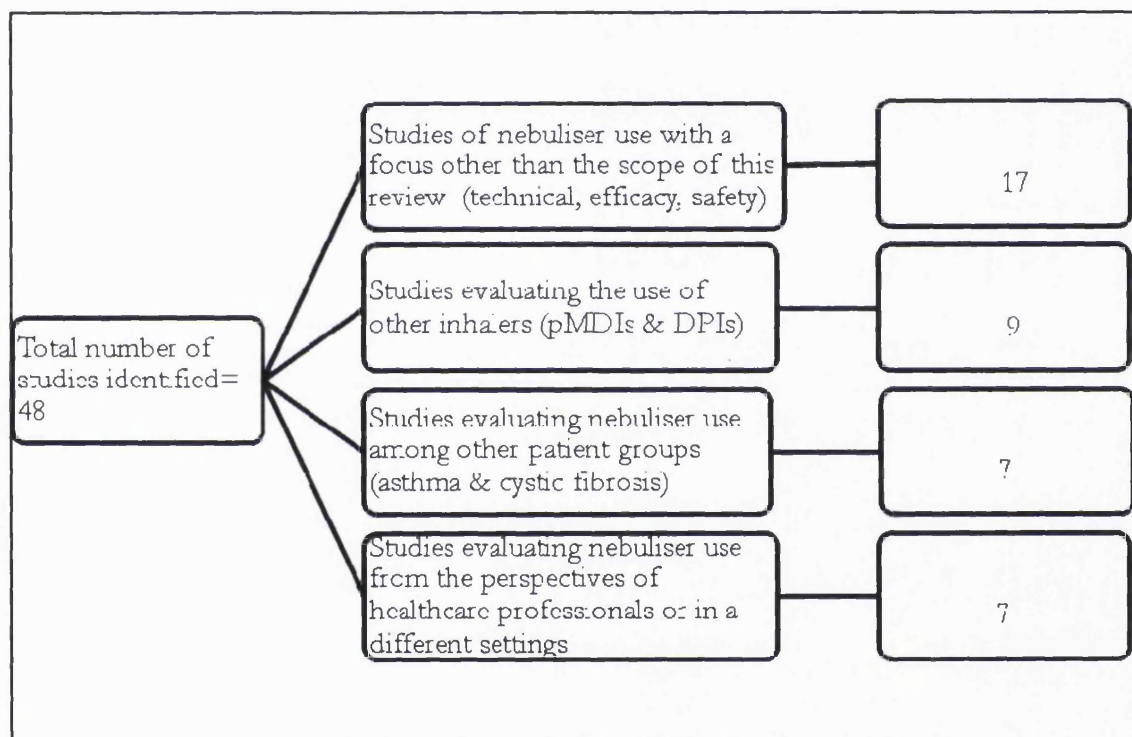 Studies of nebuliser use with a
focus other than the scope of this
review (technical, efficacy, safety)
17
Studies evaluating the use of
other inhalers (pMDIs & DPIs)
9
Total number of
studies identified=
48
Studies evaluating nebuliser use
among other patient groups
(asthma & cystic fibrosis)
7
Studies evaluating nebuliser use
from the perspectives of
healthcare professionals or in a
different settings
7